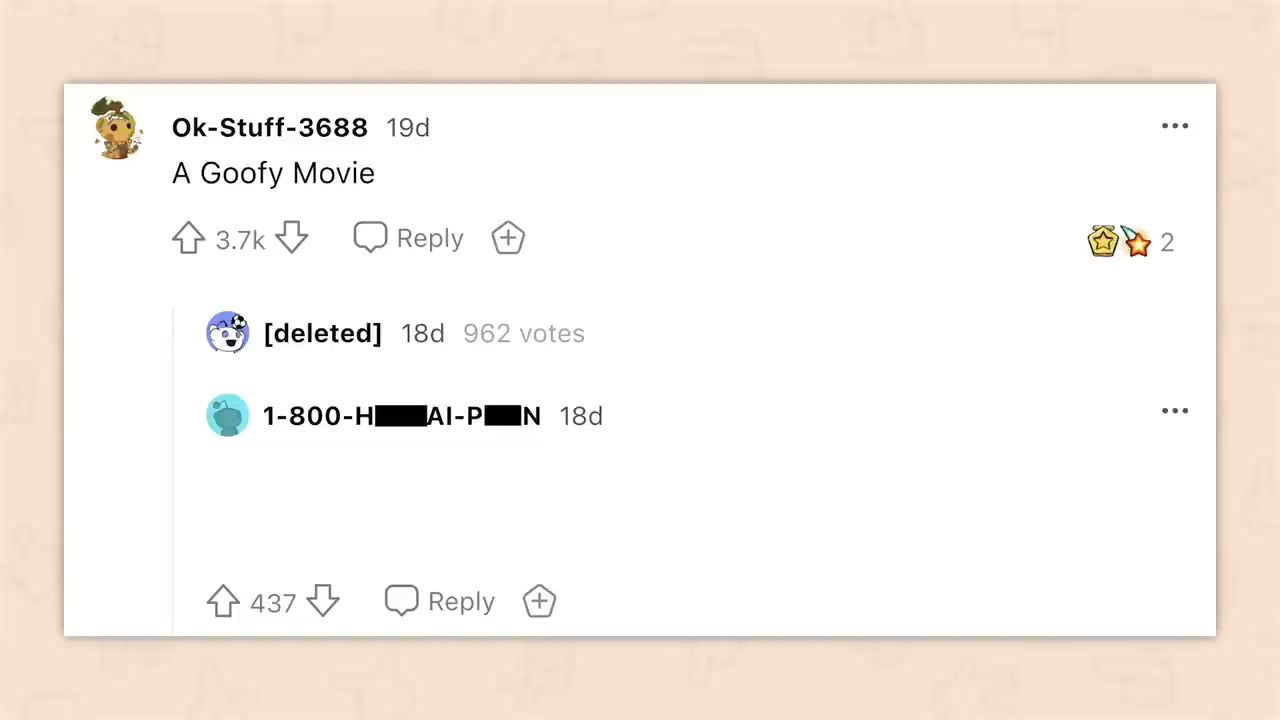 Ok-Stuff-3688 19d
A Goofy Movie
3.7k Reply 2
[deleted] 18d 962 votes
1-800-H AI-P N 18d
437 Reply